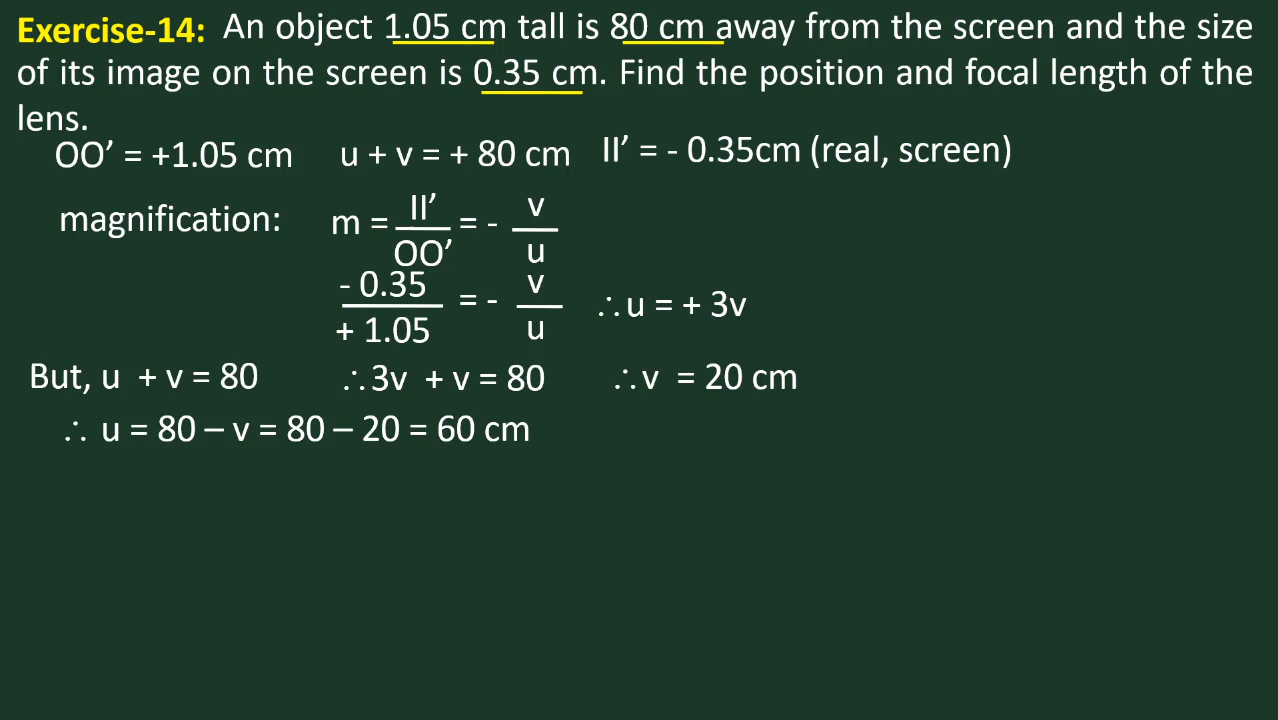 Exercise-14: An object 1.05 cm tall is 80 cm away from the screen and the size
of its image on the screen is 0.35 cm. Find the position and focal length of the
lens.
OO’ = +1.05 cm u + v = + 80 cm II’ = - 0.35cm (real, screen)
magnification: m = II’/OO’ = - v/u
- 0.35/+ 1.05 = - v/u ∴u = + 3v
But, u + v = 80 ∴3v + v = 80 ∴v = 20 cm
∴ u = 80 – v = 80 – 20 = 60 cm